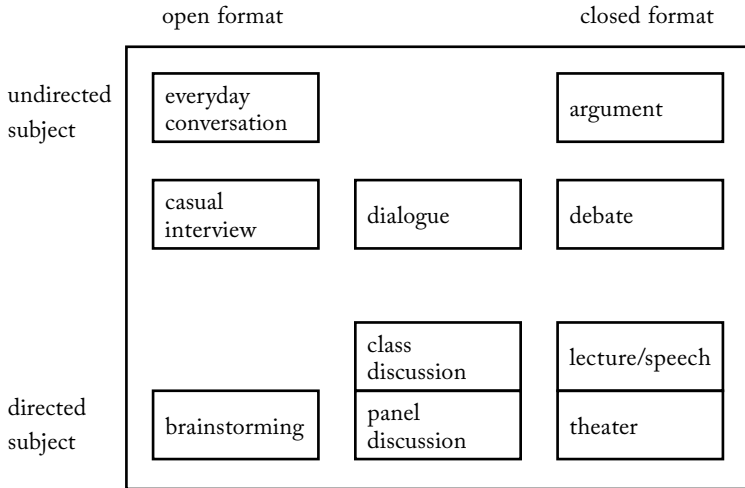 open format
closed format
undirected
subject
everyday
conversation
argument
casual
interview
dialogue
debate
class
discussion
lecture/speech
directed
subject
brainstorming
panel
discussion
theater